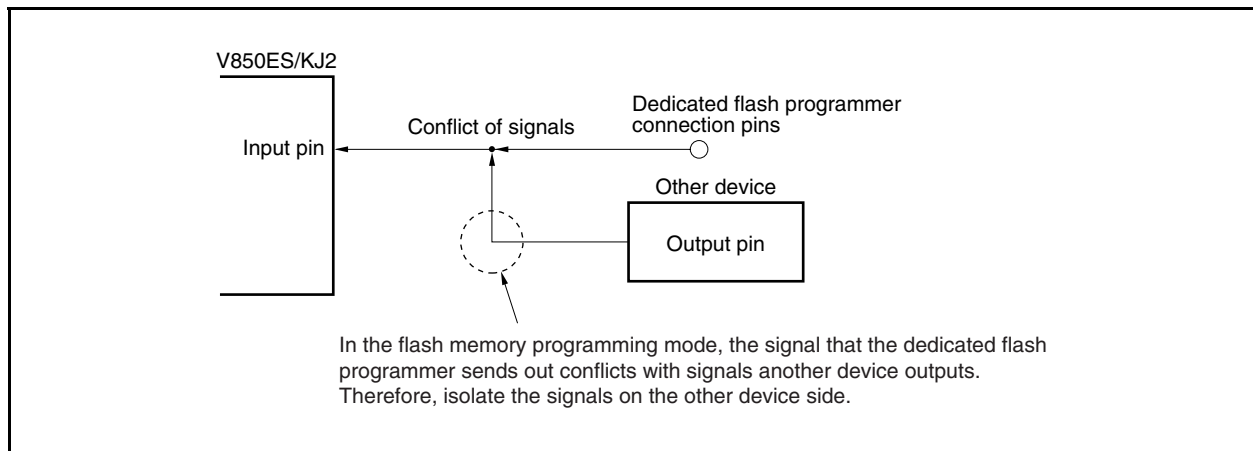 V850ES/KJ2
Input pin
Conflict of signals
Dedicated flash programmer
connection pins
Other device
Output pin
In the flash memory programming mode, the signal that the dedicated flash
programmer sends out conflicts with signals another device outputs.
Therefore, isolate the signals on the other device side.